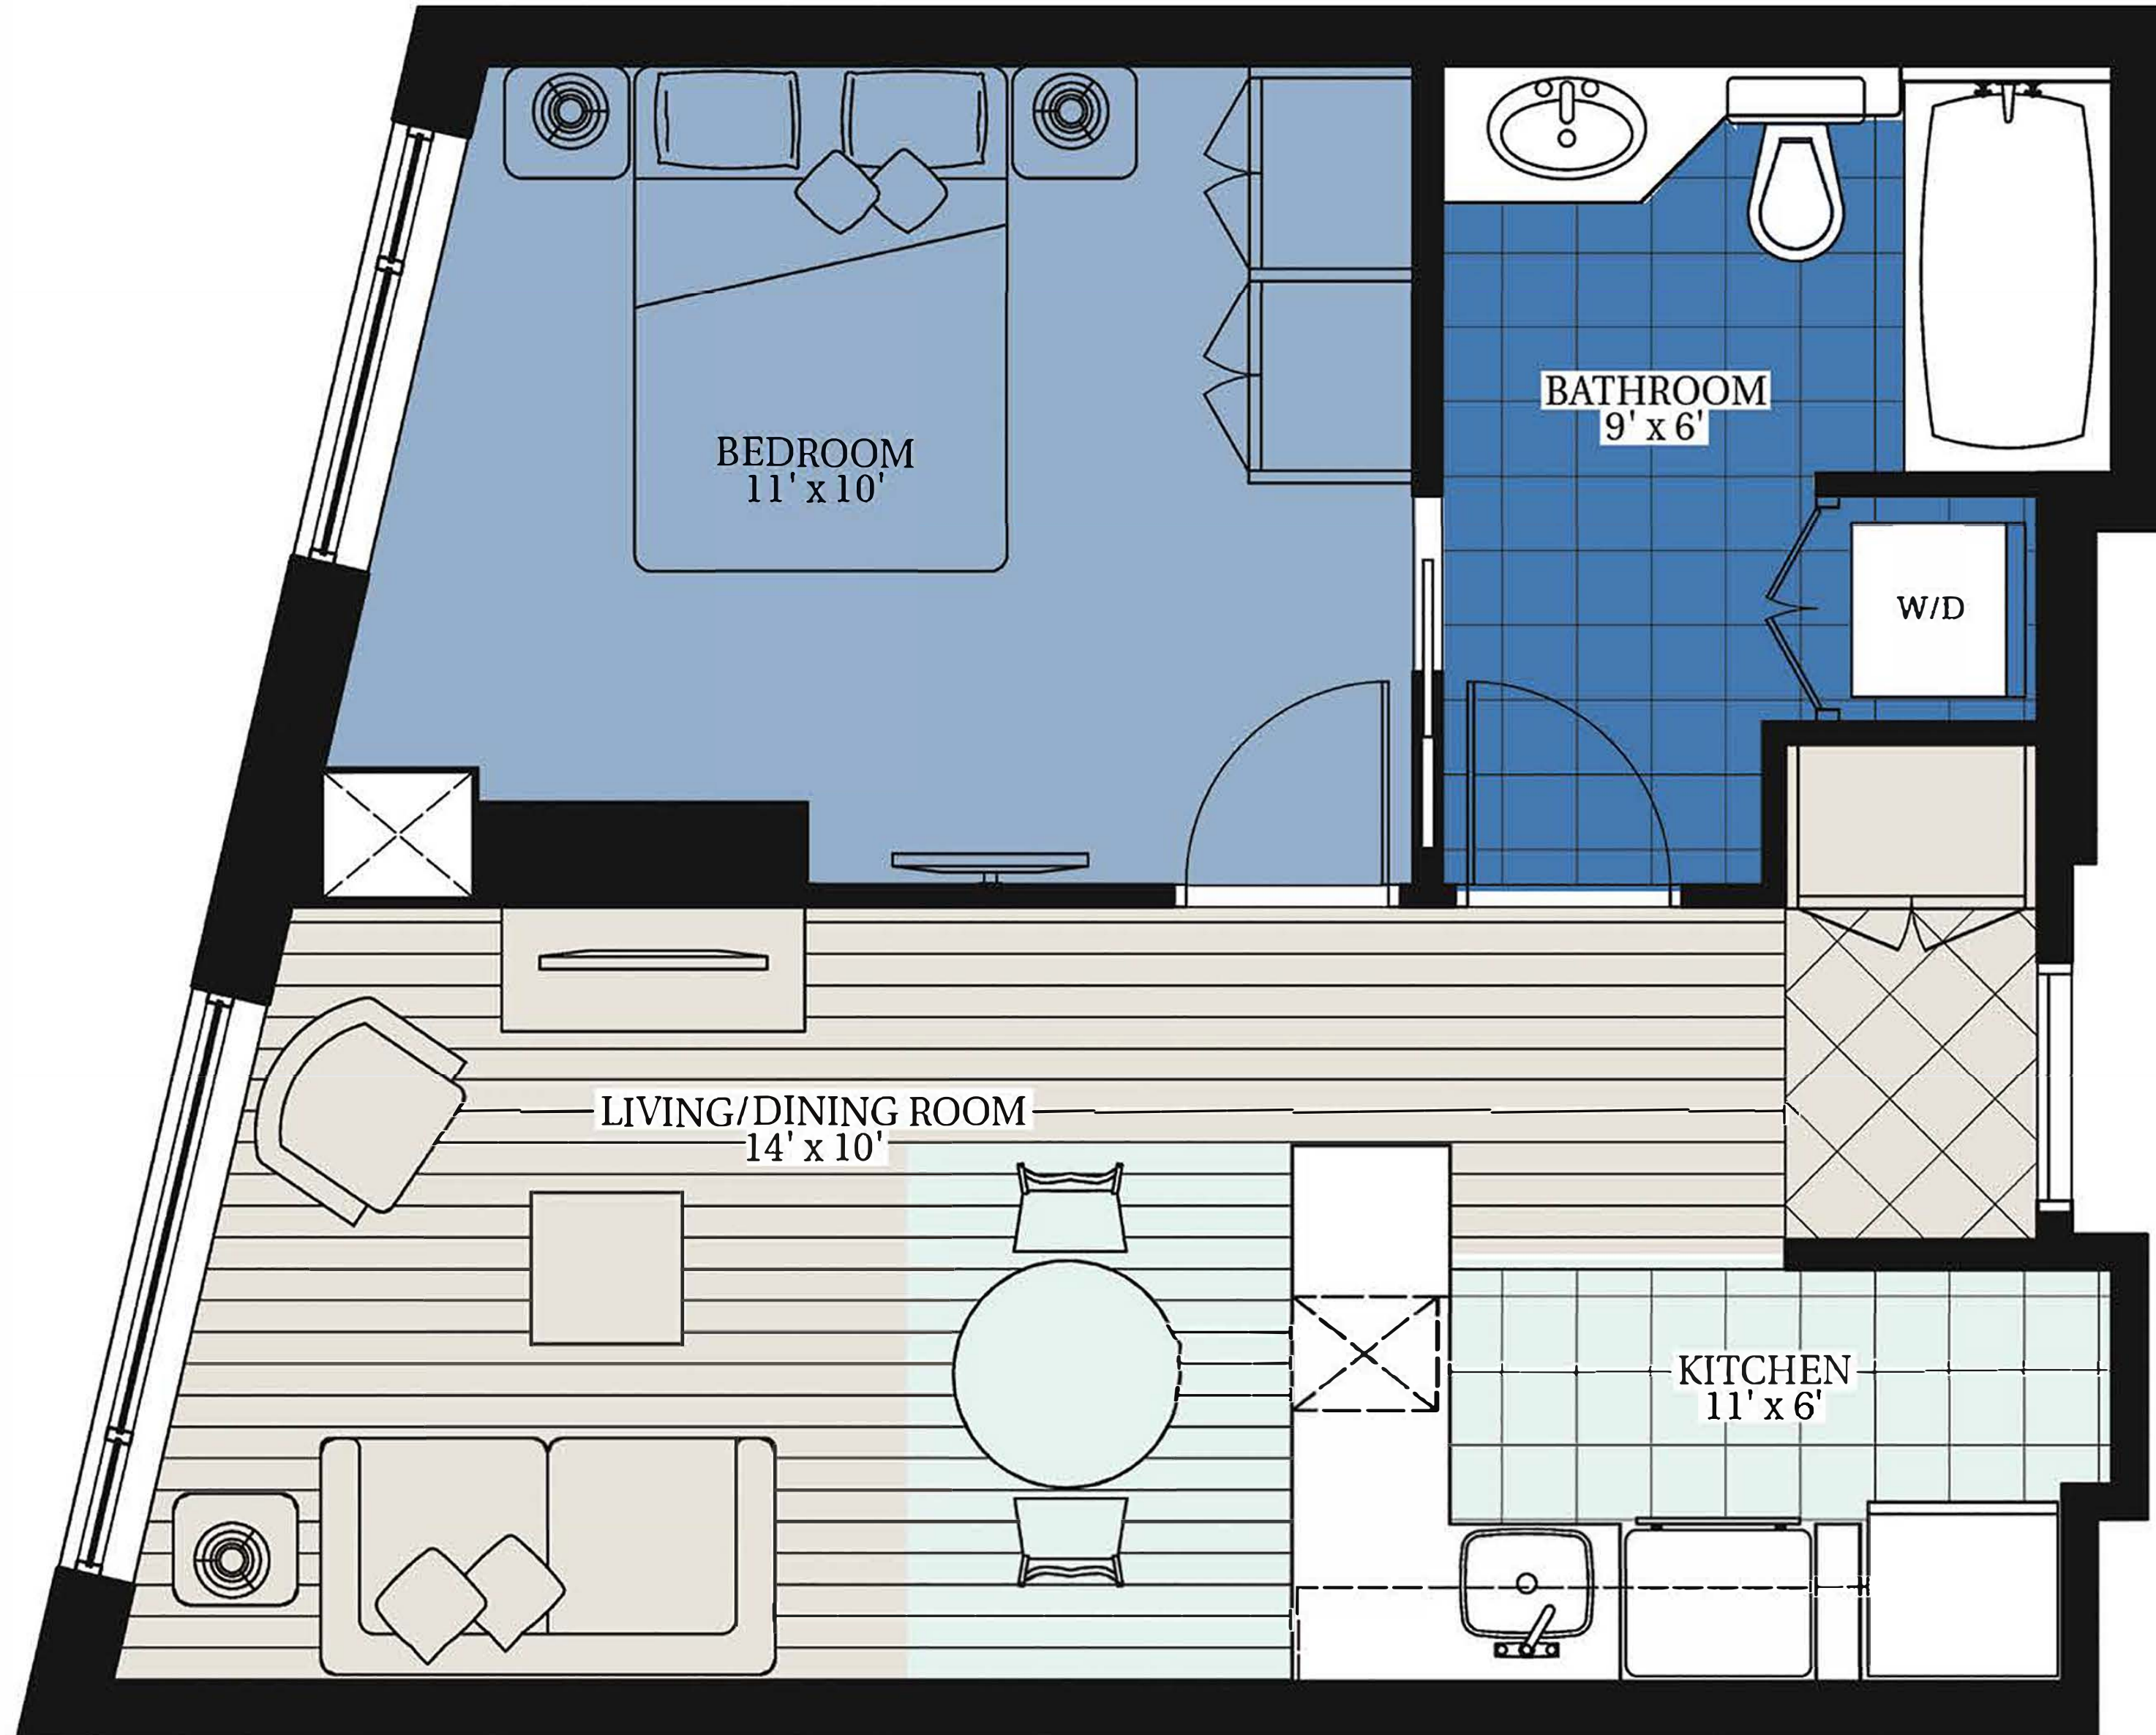 BEDROOM
11' x 10'
BATHROOM
9' x 6'
W/D
LIVING/DINING ROOM
14' x 10'
KITCHEN
11' x 6'